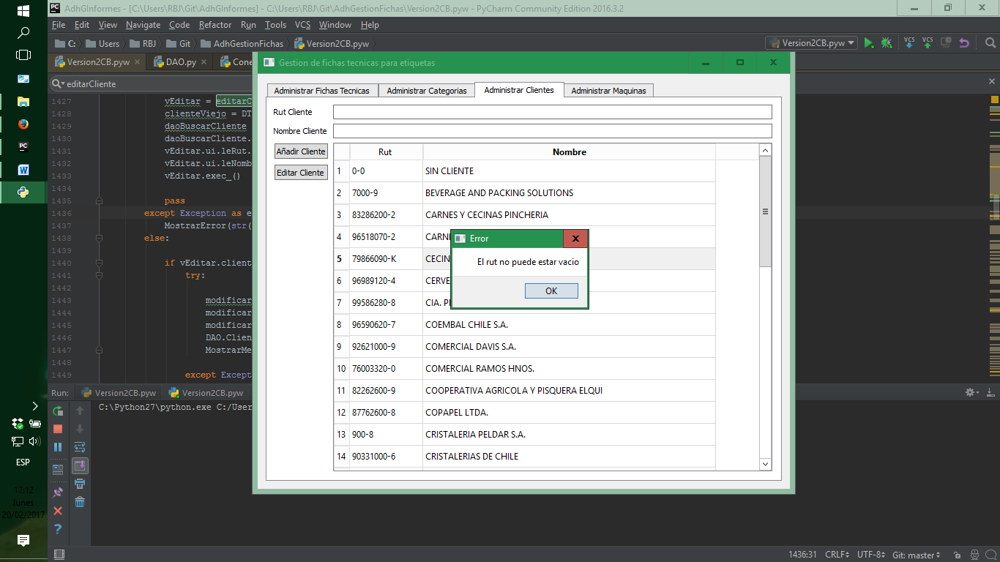 AdhGInformes - [C:\Users\RBJ\Git\AdhGInformes] - C:\Users\RBJ\Git\AdhGestionFichas\Version2CB.pyw - PyCharm Community Edition 2016.3.2
File Edit View Navigate Code Refactor Run Tools VCS Window Help
C: Users RBJ Git AdhGestionFichas Version2CB.pyw
Version2CB.pyw
VCS VCS
Version2CB.pyw DAO.py Cone
editarCliente
1427 vEditar = editarC
1428 clienteViejo = DT
1429 daoBuscarCliente
1430 daoBuscarCliente.
1431 vEditar.ui.leRut.
1432 vEditar.ui.leNomb
1433 vEditar.exec_()
1434
1435 pass
1436 except Exception as e
1437 MostrarError(str(
1438 else:
1439
1440 if vEditar.client
1441 try:
1442
1443 modificar
1444 modificar
1445 modificar
1446 DAO.Clien
1447 MostrarMe
1448
1449 except Except
Gestion de fichas tecnicas para etiquetas
Administrar Fichas Tecnicas Administrar Categorias Administrar Clientes Administrar Maquinas
Rut Cliente
Nombre Cliente
Añadir Cliente
Editar Cliente
Rut Nombre
1 0-0 SIN CLIENTE
2 7000-9 BEVERAGE AND PACKING SOLUTIONS
3 83286200-2 CARNES Y CECINAS PINCHERIA
4 96518070-2 CARN
5 79866090-K CECIN
6 96989120-4 CERVE
7 99586280-8 CIA. P
8 96590620-7 COEMBAL CHILE S.A.
9 92621000-9 COMERCIAL DAVIS S.A.
10 76003320-0 COMERCIAL RAMOS HNOS.
11 82262600-9 COOPERATIVA AGRICOLA Y PISQUERA ELQUI
12 87762600-8 COPAPEL LTDA.
13 900-8 CRISTALERIA PELDAR S.A.
14 90331000-6 CRISTALERIAS DE CHILE
Error
El rut no puede estar vacio
OK
Run: Version2CB.pyw Version2CB.pyw
C:\Python27\python.exe C:/User
ESP
17:12
lunes
20/02/2017
1436:31 CRLF UTF-8 Git: master